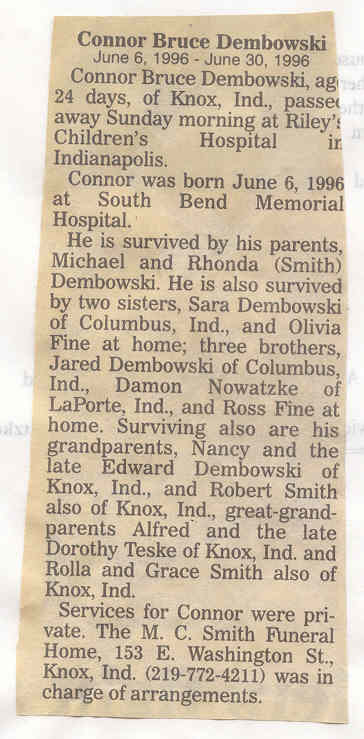 Connor Bruce Dembowski
June 6, 1996 - June 30, 1996
Connor Bruce Dembowski, age
24 days, of Knox, Ind., passed
away Sunday morning at Riley's
Children's Hospital in
Indianapolis.
Connor was born June 6, 1996
at South Bend Memorial
Hospital.
He is survived by his parents,
Michael and Rhonda (Smith)
Dembowski. He is also survived
by two sisters, Sara Dembowski
of Columbus, Ind., and Olivia
Fine at home; three brothers,
Jared Dembowski of Columbus,
Ind., Damon Nowatzke of
LaPorte, Ind., and Ross Fine at
home. Surviving also are his
grandparents, Nancy and the
late Edward Dembowski of
Knox, Ind., and Robert Smith
also of Knox, Ind., great-grand-
parents Alfred and the late
Dorothy Teske of Knox, Ind. and
Rolla and Grace Smith also of
Knox, Ind.
Services for Connor were pri-
vate. The M. C. Smith Funeral
Home, 153 E. Washington St.,
Knox, Ind. (219-772-4211) was in
charge of arrangements.